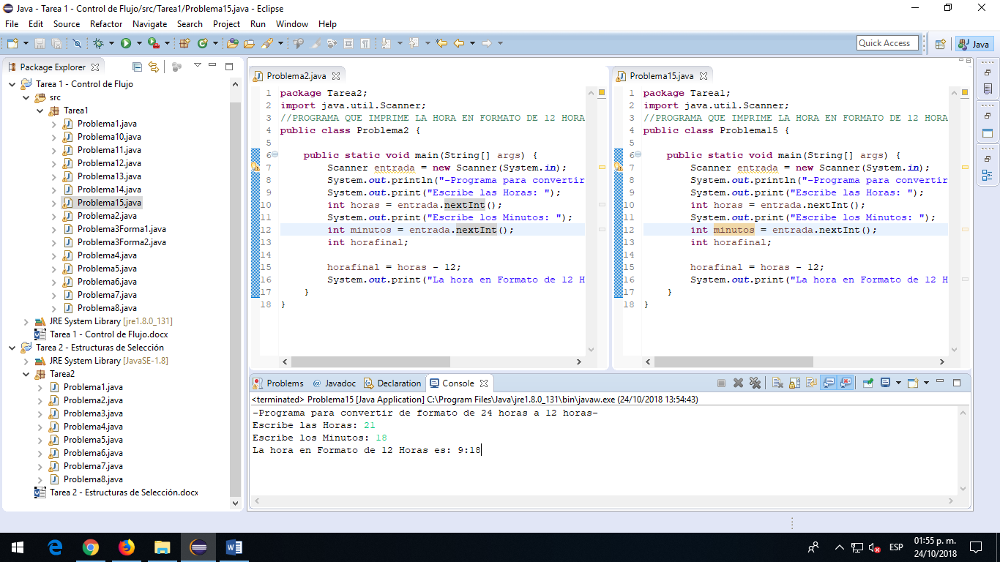 Java - Tarea 1 - Control de Flujo/src/Tarea1/Problema15.java - Eclipse
File Edit Source Refactor Navigate Search Project Run Window Help
Quick Access
Java
Package Explorer
Tarea 1 - Control de Flujo
src
Tarea1
Problema1.java
Problema10.java
Problema11.java
Problema12.java
Problema13.java
Problema14.java
Problema15.java
Problema2.java
Problema3Forma1.java
Problema3Forma2.java
Problema4.java
Problema5.java
Problema6.java
Problema7.java
Problema8.java
JRE System Library [jre1.8.0_131]
Tarea 1 - Control de Flujo.docx
Tarea 2 - Estructuras de Selección
JRE System Library [JavaSE-1.8]
Tarea2
Problema1.java
Problema2.java
Problema3.java
Problema4.java
Problema5.java
Problema6.java
Problema7.java
Problema8.java
Tarea 2 - Estructuras de Selección.docx
Problema2.java
1 package Tarea2;
2 import java.util.Scanner;
3 //PROGRAMA QUE IMPRIME LA HORA EN FORMATO DE 12 HORA
4 public class Problema2 {
5
6 public static void main(String[] args) {
7 Scanner entrada = new Scanner(System.in);
8 System.out.println("-Programa para convertir
9 System.out.print("Escribe las Horas: ");
10 int horas = entrada.nextInt();
11 System.out.print("Escribe los Minutos: ");
12 int minutos = entrada.nextInt();
13 int horafinal;
14
15 horafinal = horas - 12;
16 System.out.print("La hora en Formato de 12 H
17 }
18 }
Problema15.java
1 package Tarea1;
2 import java.util.Scanner;
3 //PROGRAMA QUE IMPRIME LA HORA EN FORMATO DE 12 HORA
4 public class Problema15 {
5
6 public static void main(String[] args) {
7 Scanner entrada = new Scanner(System.in);
8 System.out.println("-Programa para convertir
9 System.out.print("Escribe las Horas: ");
10 int horas = entrada.nextInt();
11 System.out.print("Escribe los Minutos: ");
12 int minutos = entrada.nextInt();
13 int horafinal;
14
15 horafinal = horas - 12;
16 System.out.print("La hora en Formato de 12 H
17 }
18 }
Problems Javadoc Declaration Console
<terminated> Problema15 [Java Application] C:\Program Files\Java\jre1.8.0_131\bin\javaw.exe (24/10/2018 13:54:43)
-Programa para convertir de formato de 24 horas a 12 horas-
Escribe las Horas: 21
Escribe los Minutos: 18
La hora en Formato de 12 Horas es: 9:18
ESP
01:55 p. m.
24/10/2018